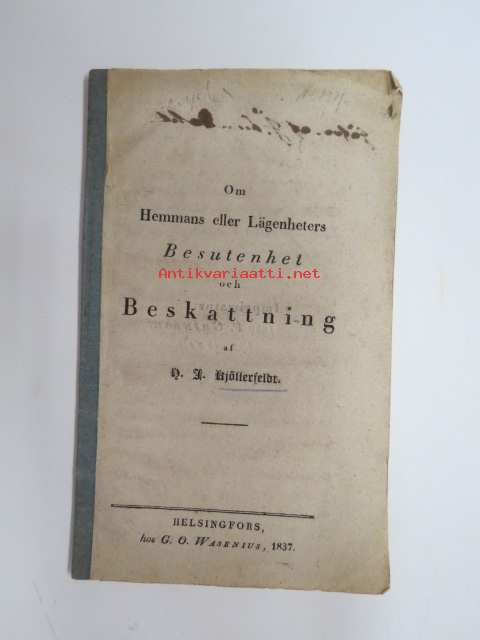 Om
Hemmans eller Lägenheters
Besutenhet
Antikvariaatti.net
och
Beskattning
af
H. J. Kjöllerfeldt.
HELSINGFORS,
hos G. O. WASENIUS, 1837.